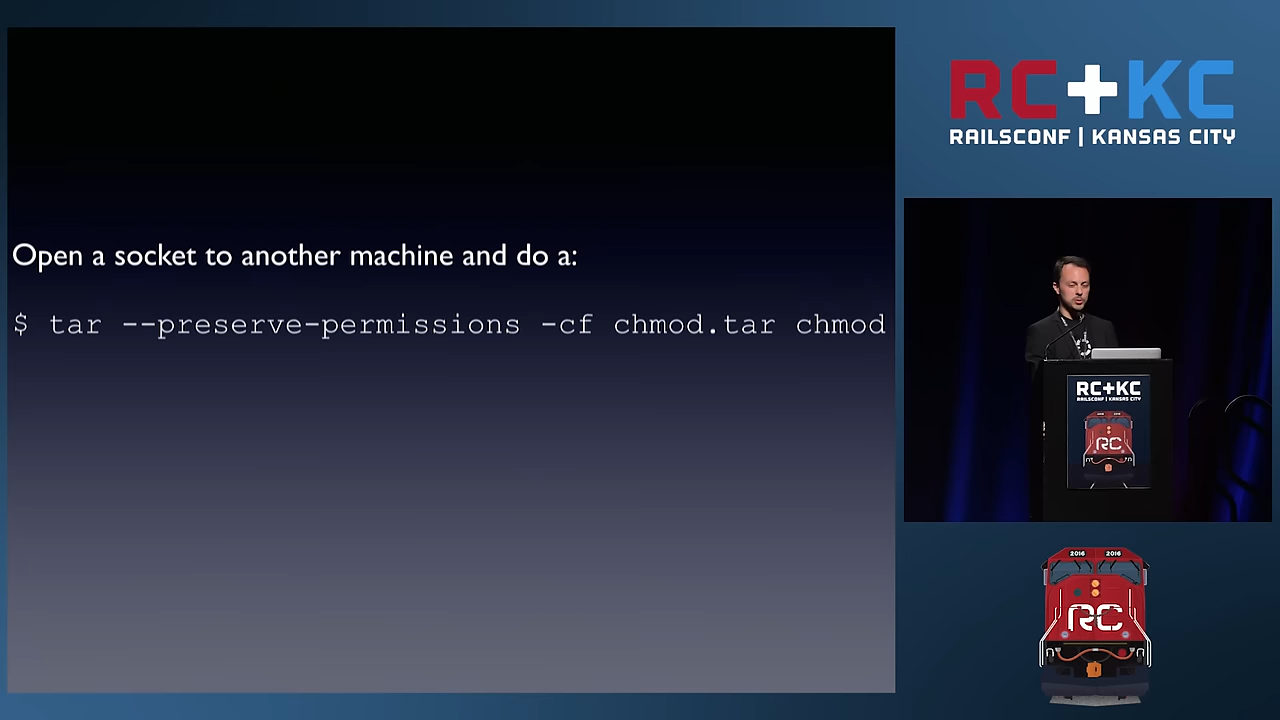 Open a socket to another machine and do a:
$ tar --preserve-permissions -cf chmod.tar chmod
RC+KC
RAILSCONF | KANSAS CITY
RC+KC
RAILSCONF | KANSAS CITY
RC
2016 2016
RC